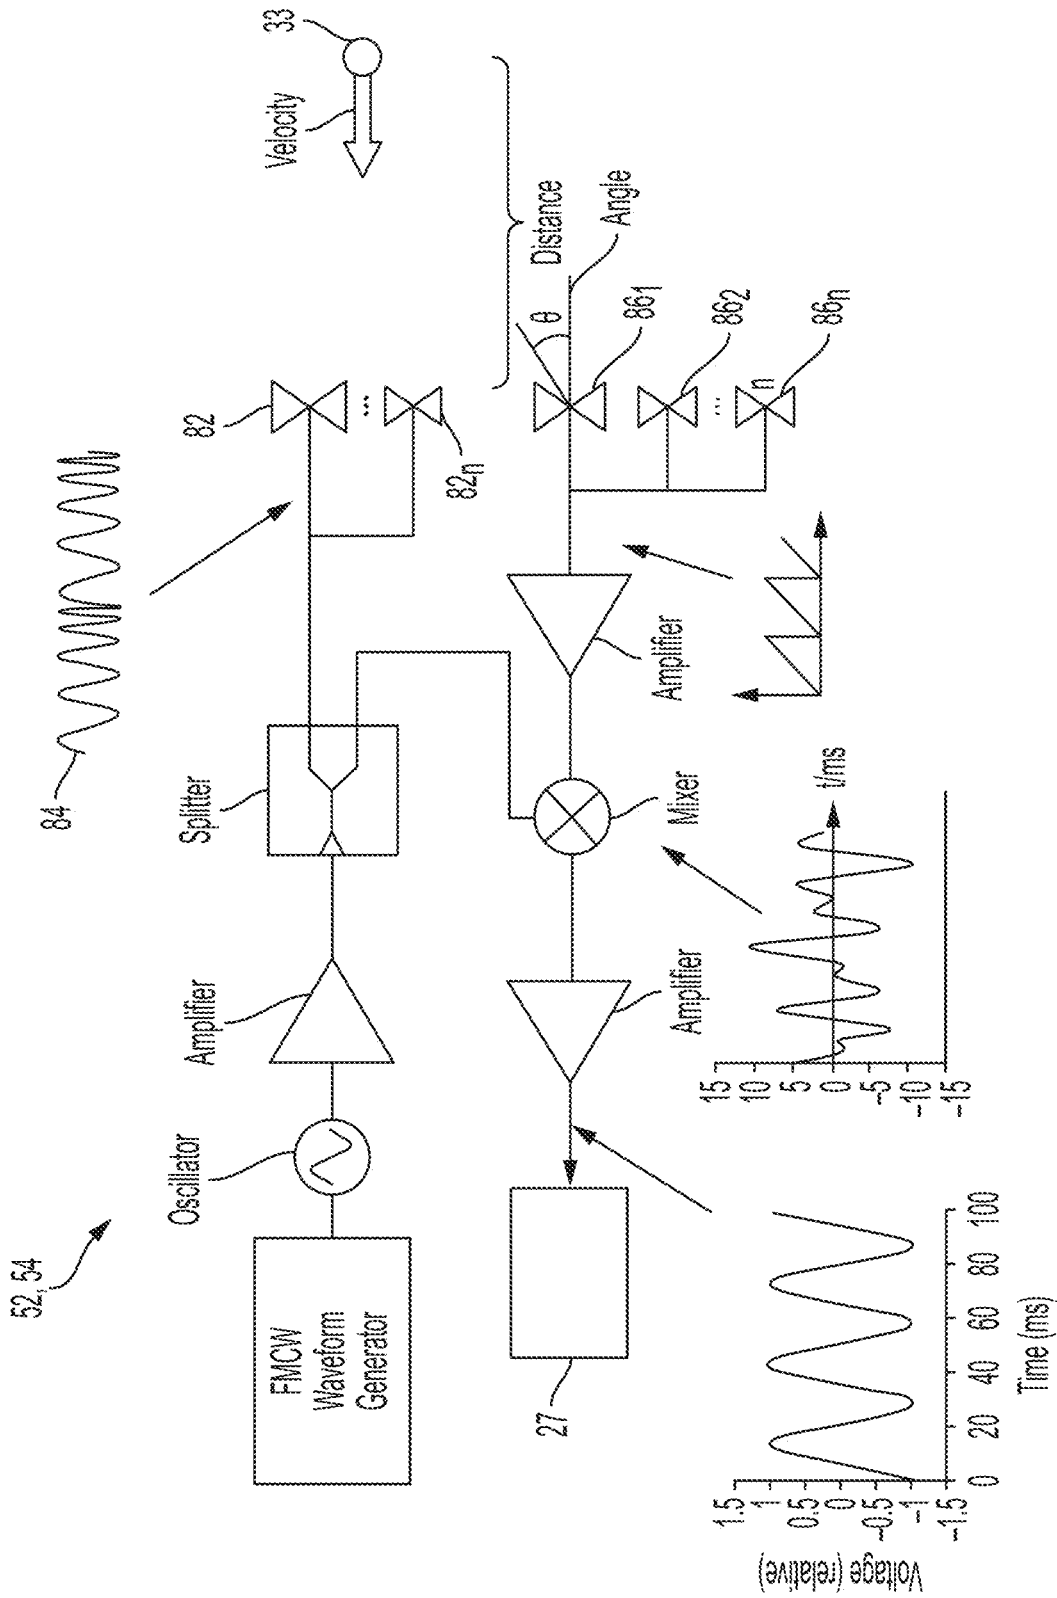 52, 54
84
FMCW
Waveform
Generator
Oscillator
Amplifier
Splitter
82
82n
...
Velocity
33
Distance
θ
Angle
86₁
86₂
...
n
86n
27
Amplifier
Mixer
Amplifier
Voltage (relative)
1.5
1
0.5
0
-0.5
-1
-1.5
0
20
40
60
80
100
Time (ms)
15
10
5
0
-5
-10
-15
t/ms